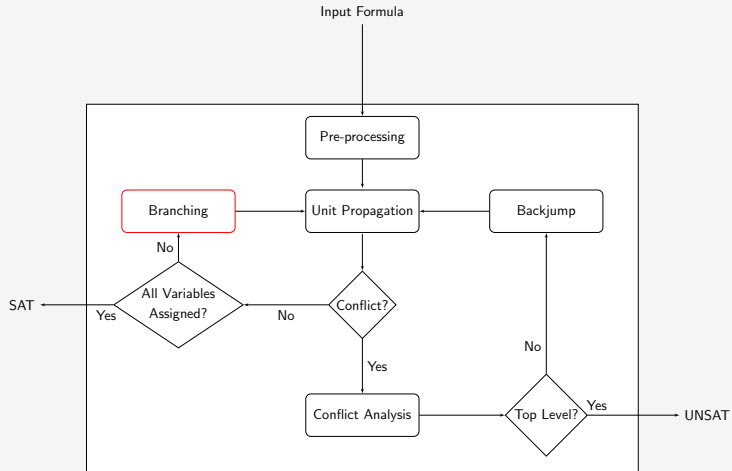 Input Formula
Pre-processing
Branching
Unit Propagation
Backjump
No
All Variables
Assigned?
SAT
Yes
No
Conflict?
Yes
No
Conflict Analysis
Top Level?
Yes
UNSAT